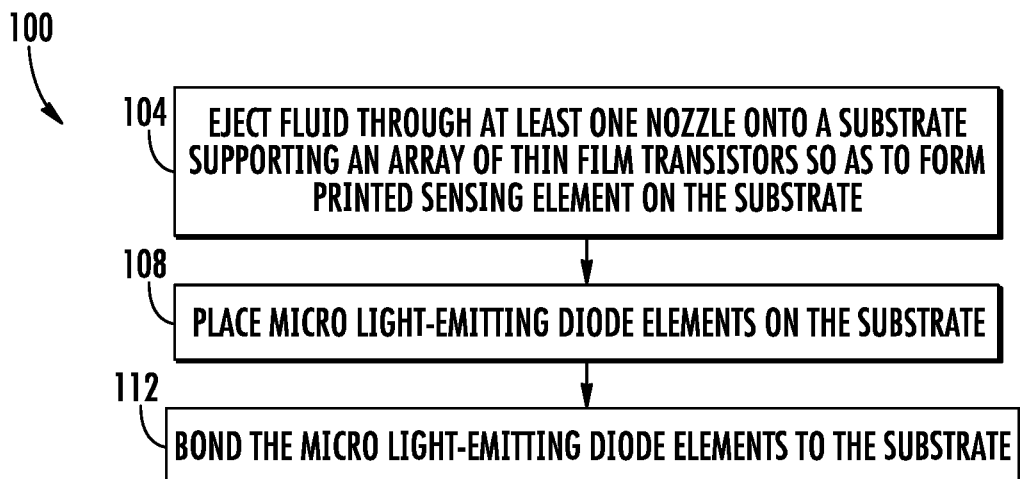 100
104
EJECT FLUID THROUGH AT LEAST ONE NOZZLE ONTO A SUBSTRATE
SUPPORTING AN ARRAY OF THIN FILM TRANSISTORS SO AS TO FORM
PRINTED SENSING ELEMENT ON THE SUBSTRATE
108
PLACE MICRO LIGHT-EMITTING DIODE ELEMENTS ON THE SUBSTRATE
112
BOND THE MICRO LIGHT-EMITTING DIODE ELEMENTS TO THE SUBSTRATE